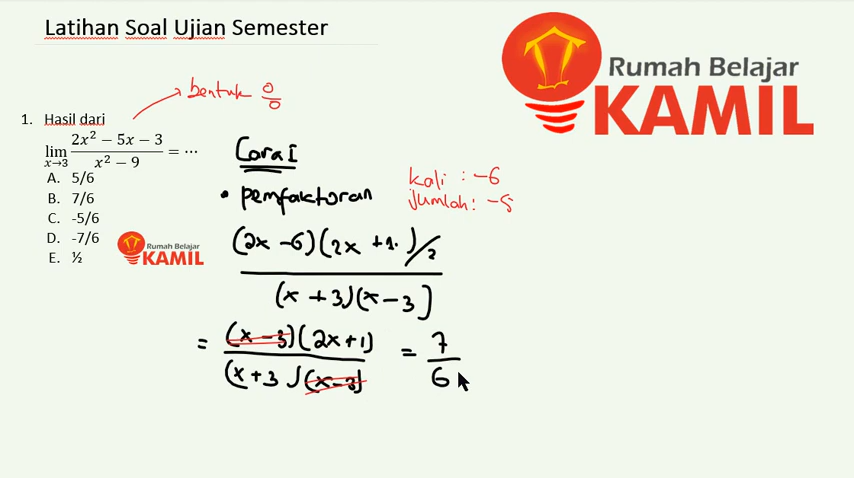 Latihan Soal Ujian Semester
Rumah Belajar
KAMIL
bentuk 0/0
1. Hasil dari
lim x→3 (2x² − 5x − 3)/(x² − 9) = ⋯
A. 5/6
B. 7/6
C. -5/6
D. -7/6
E. ½
Rumah Belajar
KAMIL
Cara I
• pemfaktoran
kali : -6
jumlah : -5
(2x -6)(2x +1.)/2
(x +3)(x -3)
= (x -3)(2x +1)
(x +3)(x-3)
= 7/6